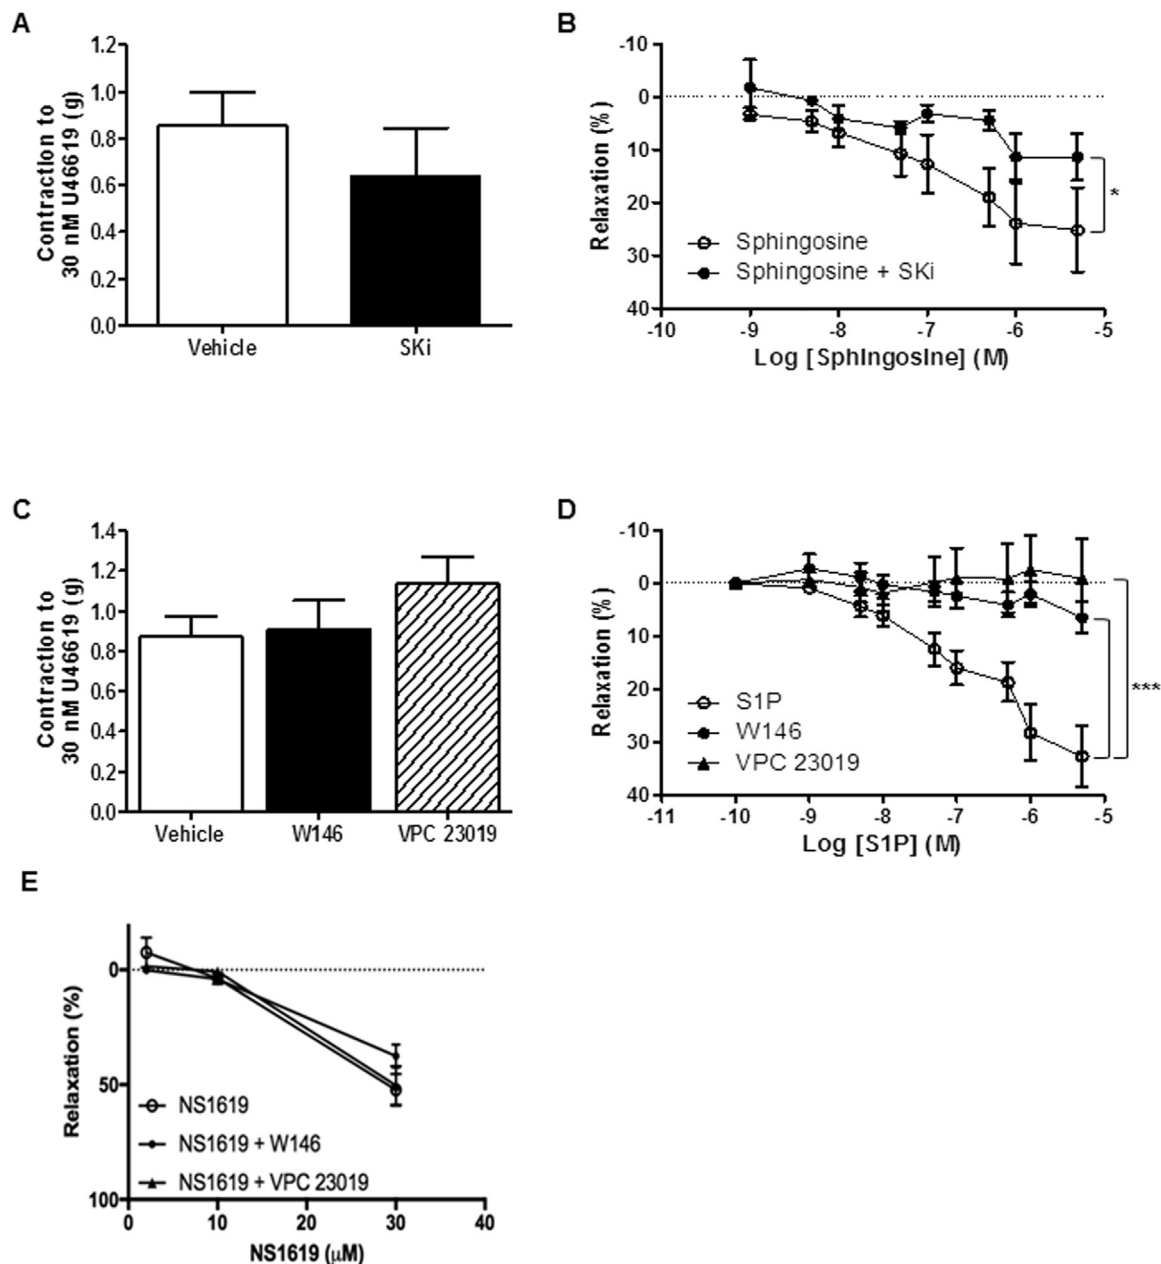 A
Contraction to
30 nM U46619 (g)
1.2
1.0
0.8
0.6
0.4
0.2
0.0
Vehicle
SKi
B
Relaxation (%)
-10
0
10
20
30
40
Sphingosine
Sphingosine + SKi
*
-10
-9
-8
-7
-6
-5
Log [Sphingosine] (M)
C
Contraction to
30 nM U46619 (g)
1.4
1.2
1.0
0.8
0.6
0.4
0.2
0.0
Vehicle
W146
VPC 23019
D
Relaxation (%)
-10
0
10
20
30
40
S1P
W146
VPC 23019
***
-11
-10
-9
-8
-7
-6
-5
Log [S1P] (M)
E
Relaxation (%)
0
50
100
NS1619
NS1619 + W146
NS1619 + VPC 23019
0
10
20
30
40
NS1619 (μM)